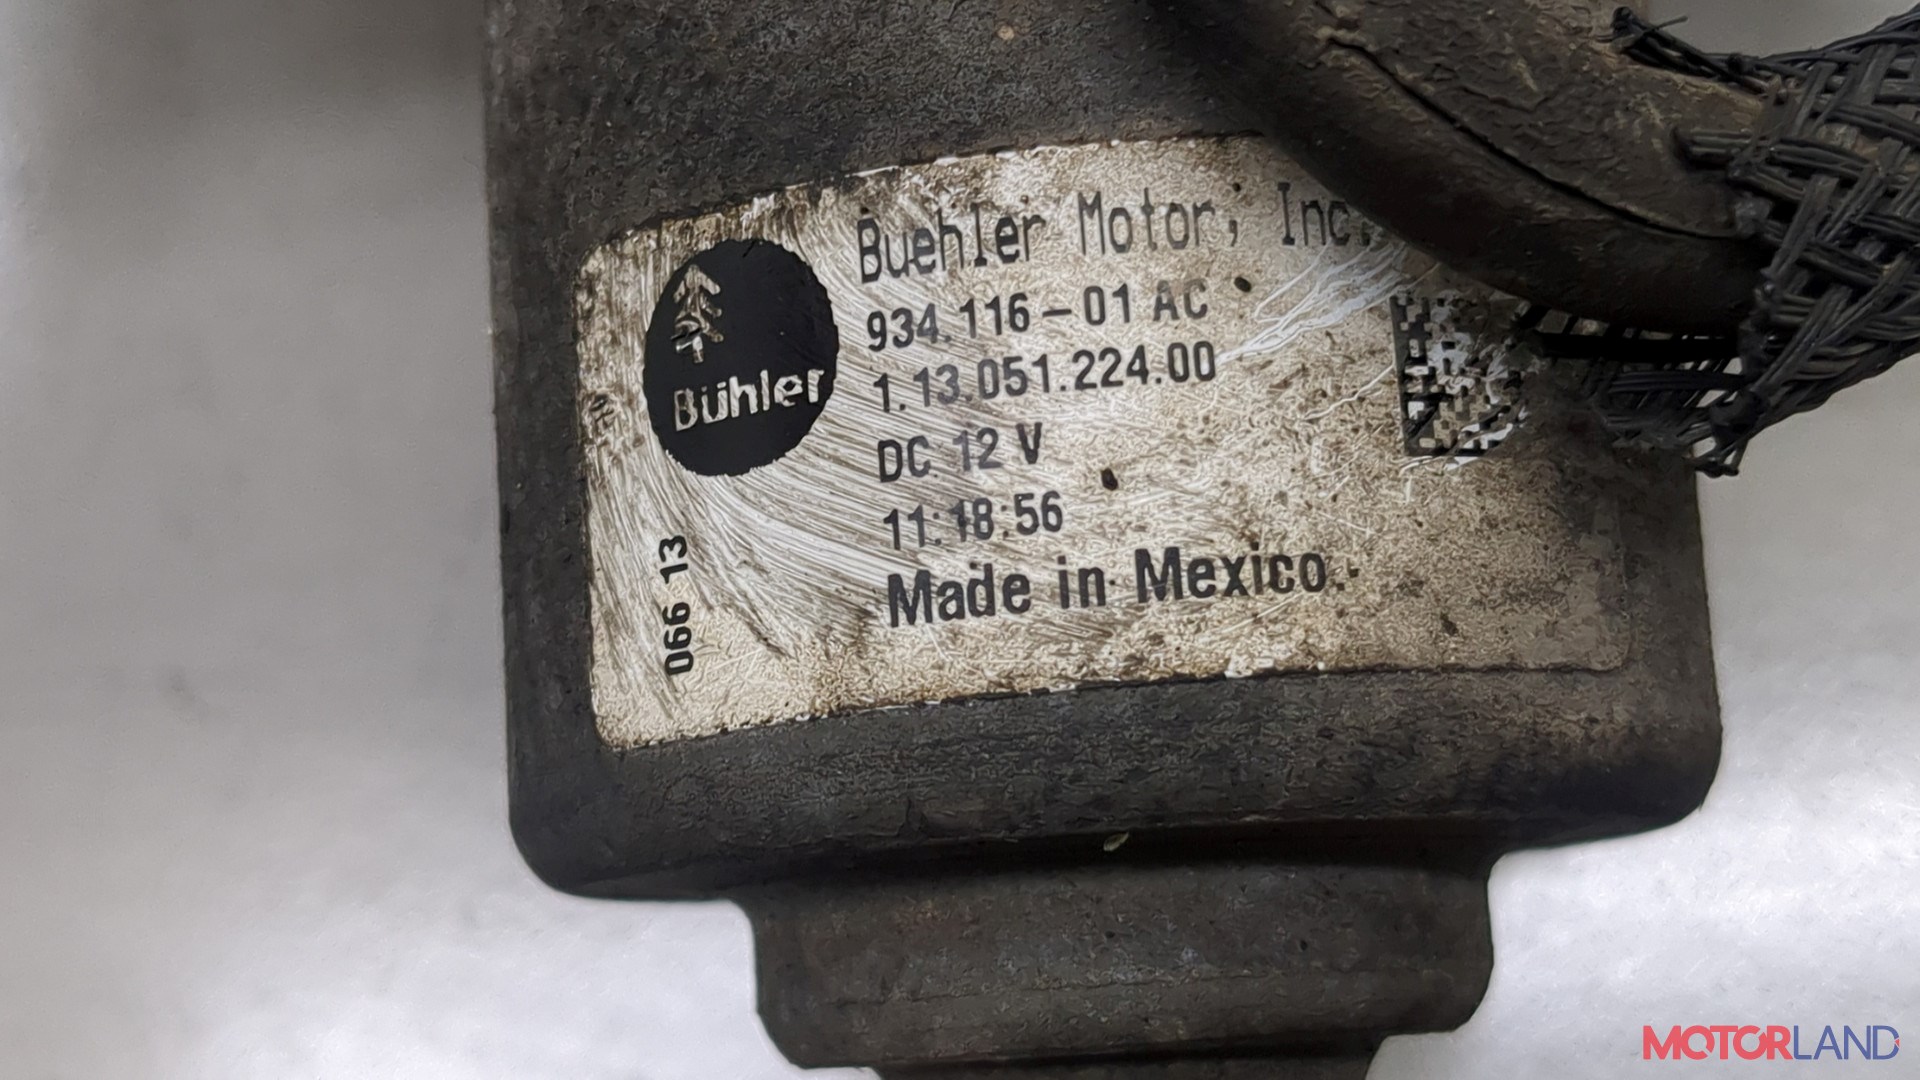 Buehler Motor, Inc.
934.116-01 AC
1.13.051.224.00
DC 12 V
11:18:56
Made in Mexico
Bühler
066 13
MOTORLAND